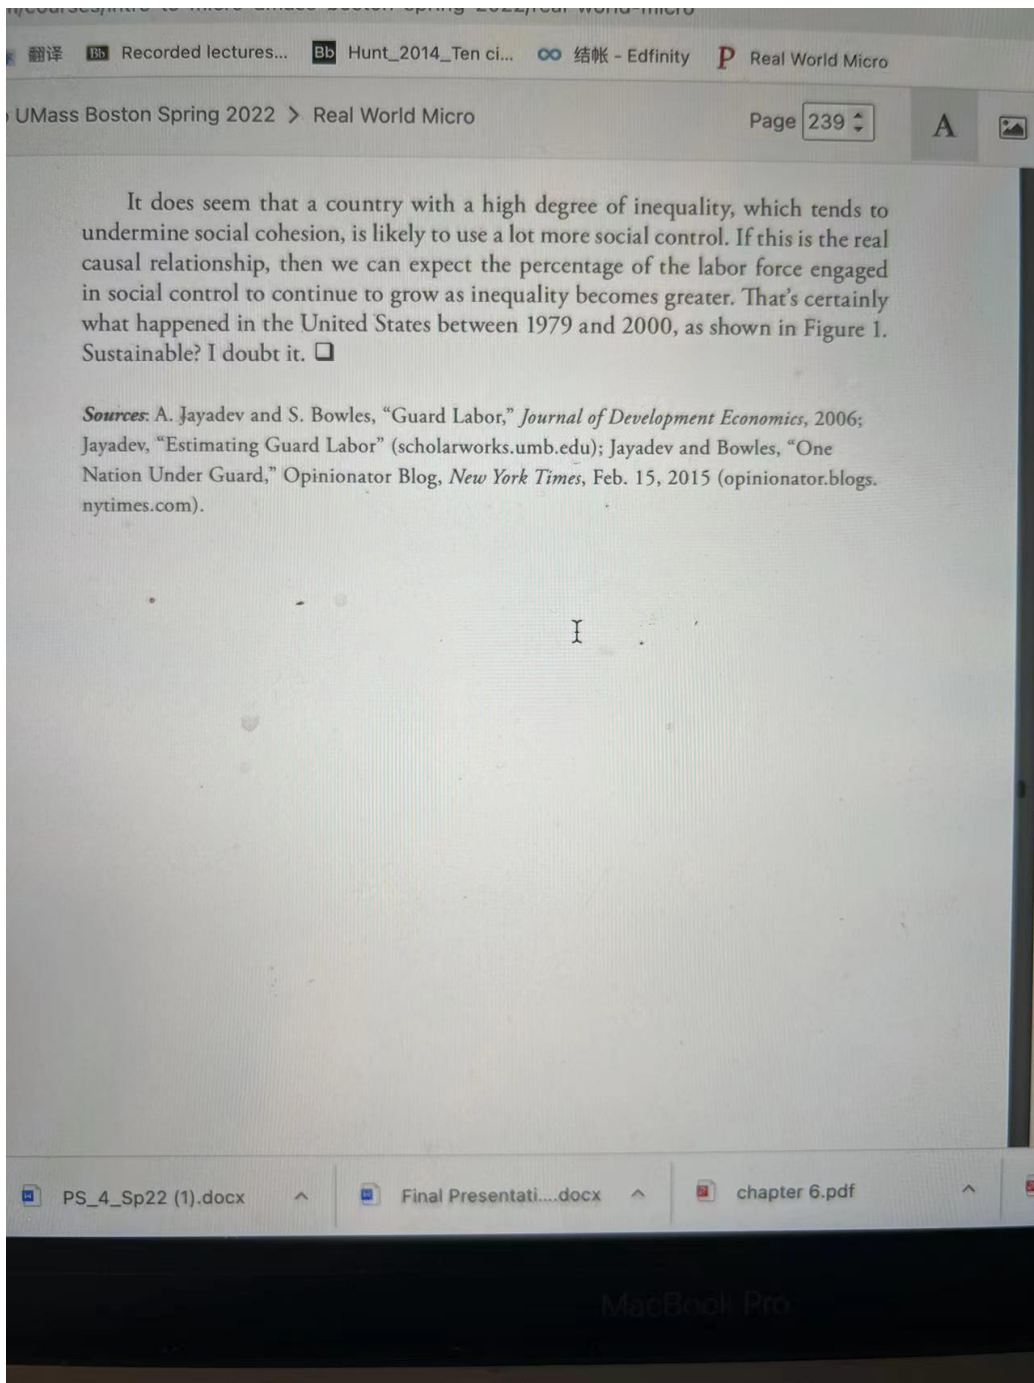 翻译 Bb Recorded lectures... Bb Hunt_2014_Ten ci... 结帐 - Edfinity P Real World Micro
UMass Boston Spring 2022 > Real World Micro Page 239 A
It does seem that a country with a high degree of inequality, which tends to
undermine social cohesion, is likely to use a lot more social control. If this is the real
causal relationship, then we can expect the percentage of the labor force engaged
in social control to continue to grow as inequality becomes greater. That's certainly
what happened in the United States between 1979 and 2000, as shown in Figure 1.
Sustainable? I doubt it. ❑
Sources: A. Jayadev and S. Bowles, “Guard Labor,” Journal of Development Economics, 2006;
Jayadev, “Estimating Guard Labor” (scholarworks.umb.edu); Jayadev and Bowles, “One
Nation Under Guard,” Opinionator Blog, New York Times, Feb. 15, 2015 (opinionator.blogs.
nytimes.com).
PS_4_Sp22 (1).docx Final Presentati....docx chapter 6.pdf
MacBook Pro